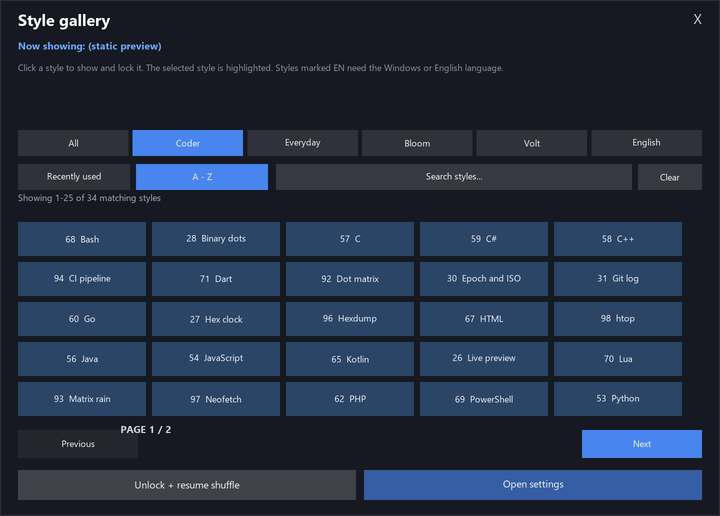 Style gallery X
Now showing: (static preview)
Click a style to show and lock it. The selected style is highlighted. Styles marked EN need the Windows or English language.
All Coder Everyday Bloom Volt English
Recently used A - Z Search styles... Clear
Showing 1-25 of 34 matching styles
68 Bash 28 Binary dots 57 C 59 C# 58 C++
94 CI pipeline 71 Dart 92 Dot matrix 30 Epoch and ISO 31 Git log
60 Go 27 Hex clock 96 Hexdump 67 HTML 98 htop
56 Java 54 JavaScript 65 Kotlin 26 Live preview 70 Lua
93 Matrix rain 97 Neofetch 62 PHP 69 PowerShell 53 Python
PAGE 1 / 2
Previous Next
Unlock + resume shuffle Open settings